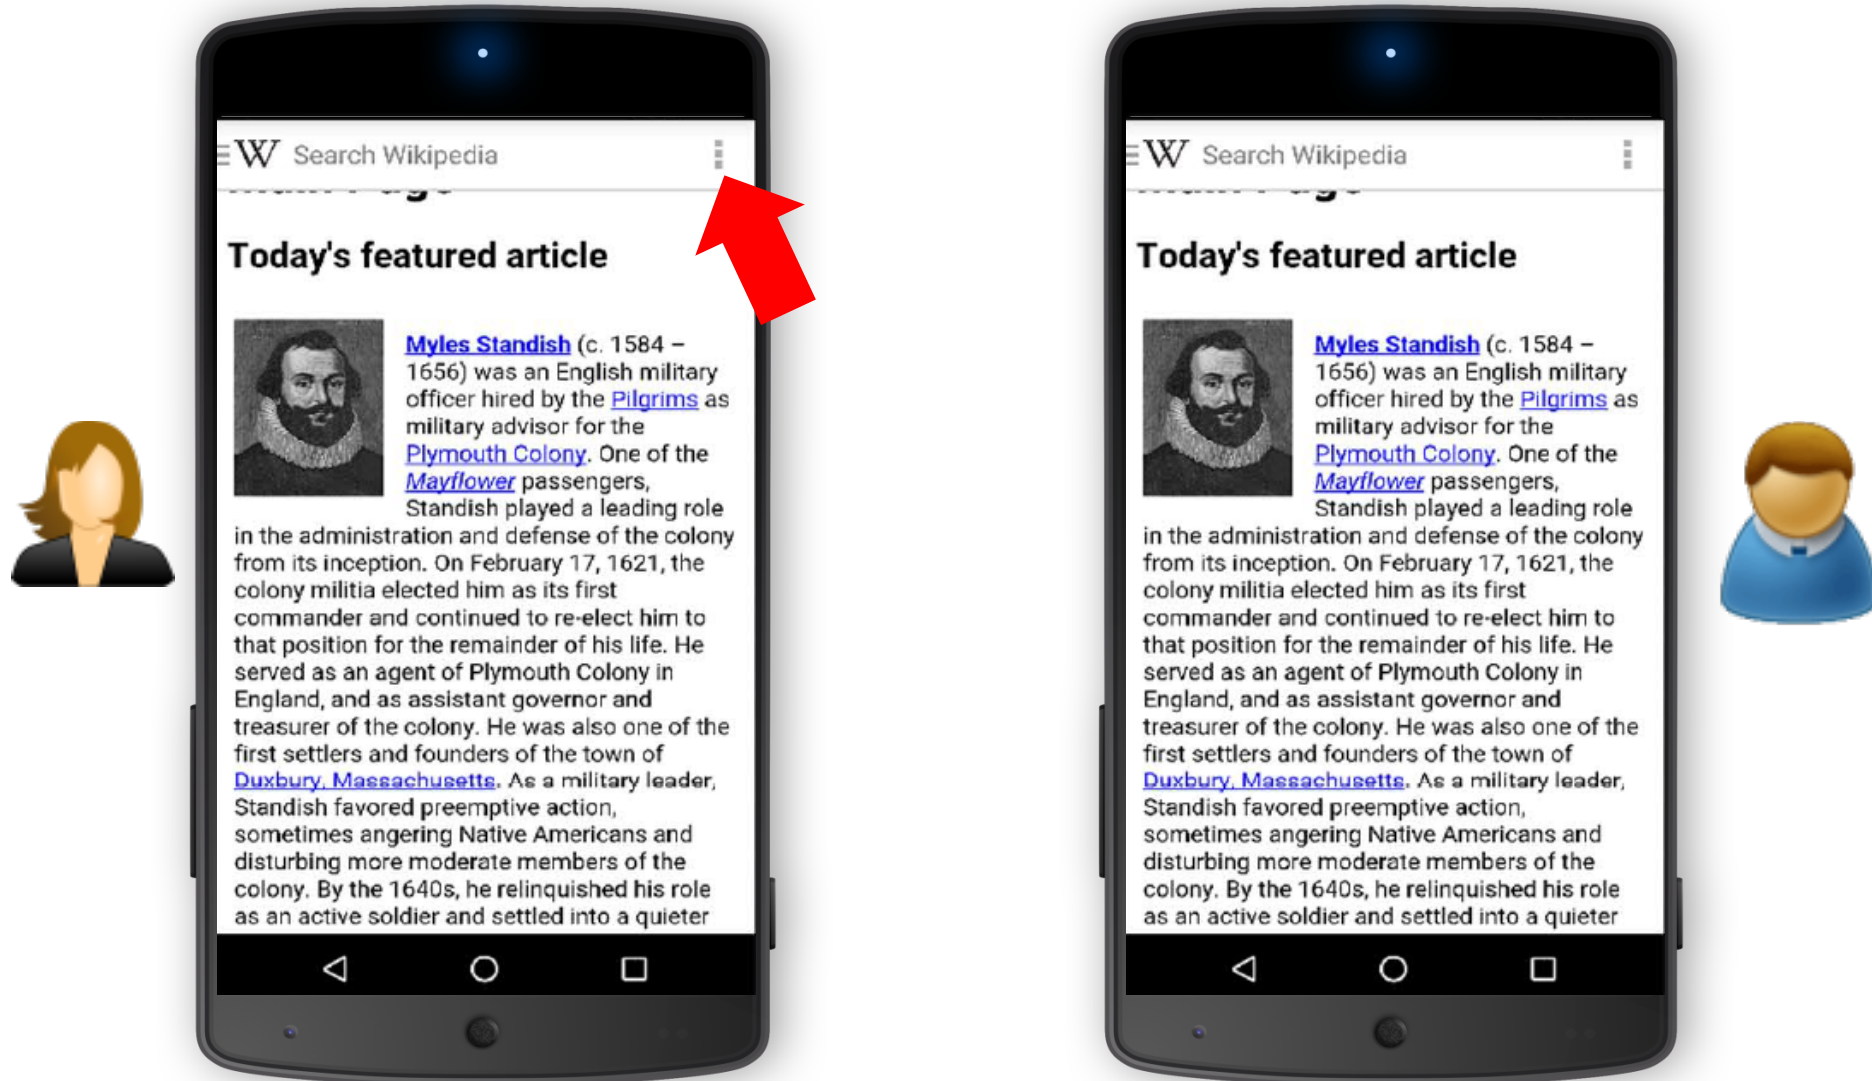 W Search Wikipedia
Main Page
Today's featured article
Myles Standish (c. 1584 –
1656) was an English military
officer hired by the Pilgrims as
military advisor for the
Plymouth Colony. One of the
Mayflower passengers,
Standish played a leading role
in the administration and defense of the colony
from its inception. On February 17, 1621, the
colony militia elected him as its first
commander and continued to re-elect him to
that position for the remainder of his life. He
served as an agent of Plymouth Colony in
England, and as assistant governor and
treasurer of the colony. He was also one of the
first settlers and founders of the town of
Duxbury, Massachusetts. As a military leader,
Standish favored preemptive action,
sometimes angering Native Americans and
disturbing more moderate members of the
colony. By the 1640s, he relinquished his role
as an active soldier and settled into a quieter
W Search Wikipedia
Main Page
Today's featured article
Myles Standish (c. 1584 –
1656) was an English military
officer hired by the Pilgrims as
military advisor for the
Plymouth Colony. One of the
Mayflower passengers,
Standish played a leading role
in the administration and defense of the colony
from its inception. On February 17, 1621, the
colony militia elected him as its first
commander and continued to re-elect him to
that position for the remainder of his life. He
served as an agent of Plymouth Colony in
England, and as assistant governor and
treasurer of the colony. He was also one of the
first settlers and founders of the town of
Duxbury, Massachusetts. As a military leader,
Standish favored preemptive action,
sometimes angering Native Americans and
disturbing more moderate members of the
colony. By the 1640s, he relinquished his role
as an active soldier and settled into a quieter